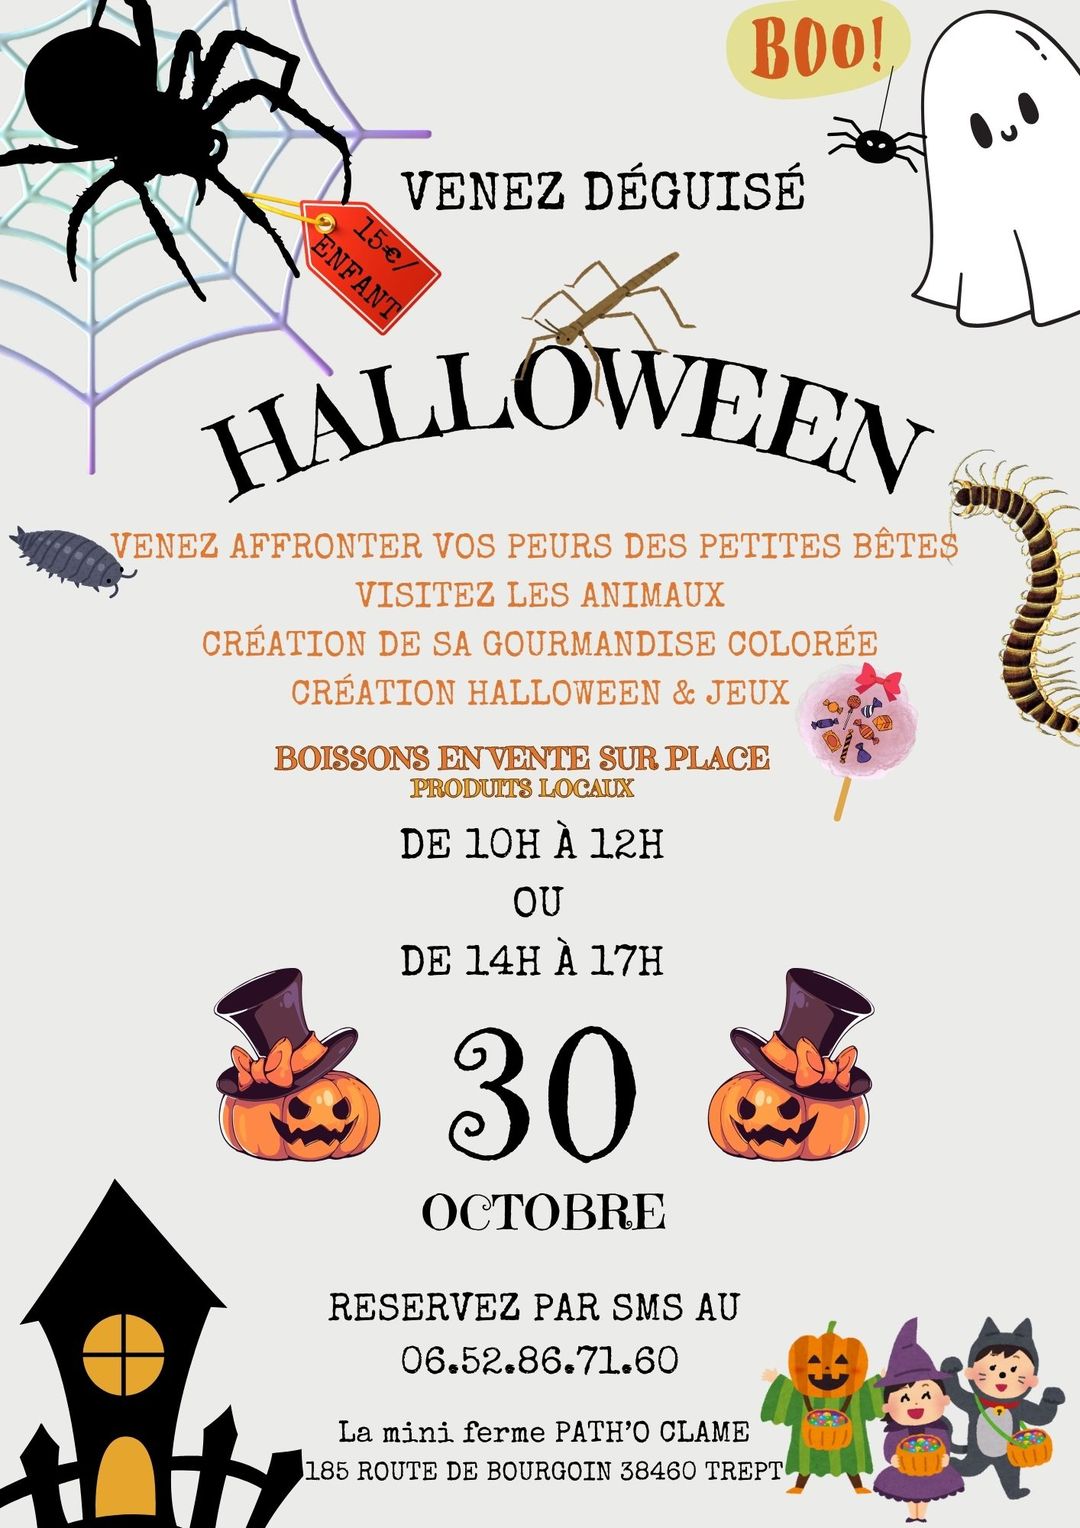 BOO!
VENEZ DÉGUISÉ
15€/
ENFANT
HALLOWEEN
VENEZ AFFRONTER VOS PEURS DES PETITES BÊTES
VISITEZ LES ANIMAUX
CRÉATION DE SA GOURMANDISE COLORÉE
CRÉATION HALLOWEEN & JEUX
BOISSONS EN VENTE SUR PLACE
PRODUITS LOCAUX
DE 10H À 12H
OU
DE 14H À 17H
30
OCTOBRE
RESERVEZ PAR SMS AU
06.52.86.71.60
La mini ferme PATH'O CLAME
185 ROUTE DE BOURGOIN 38460 TREPT